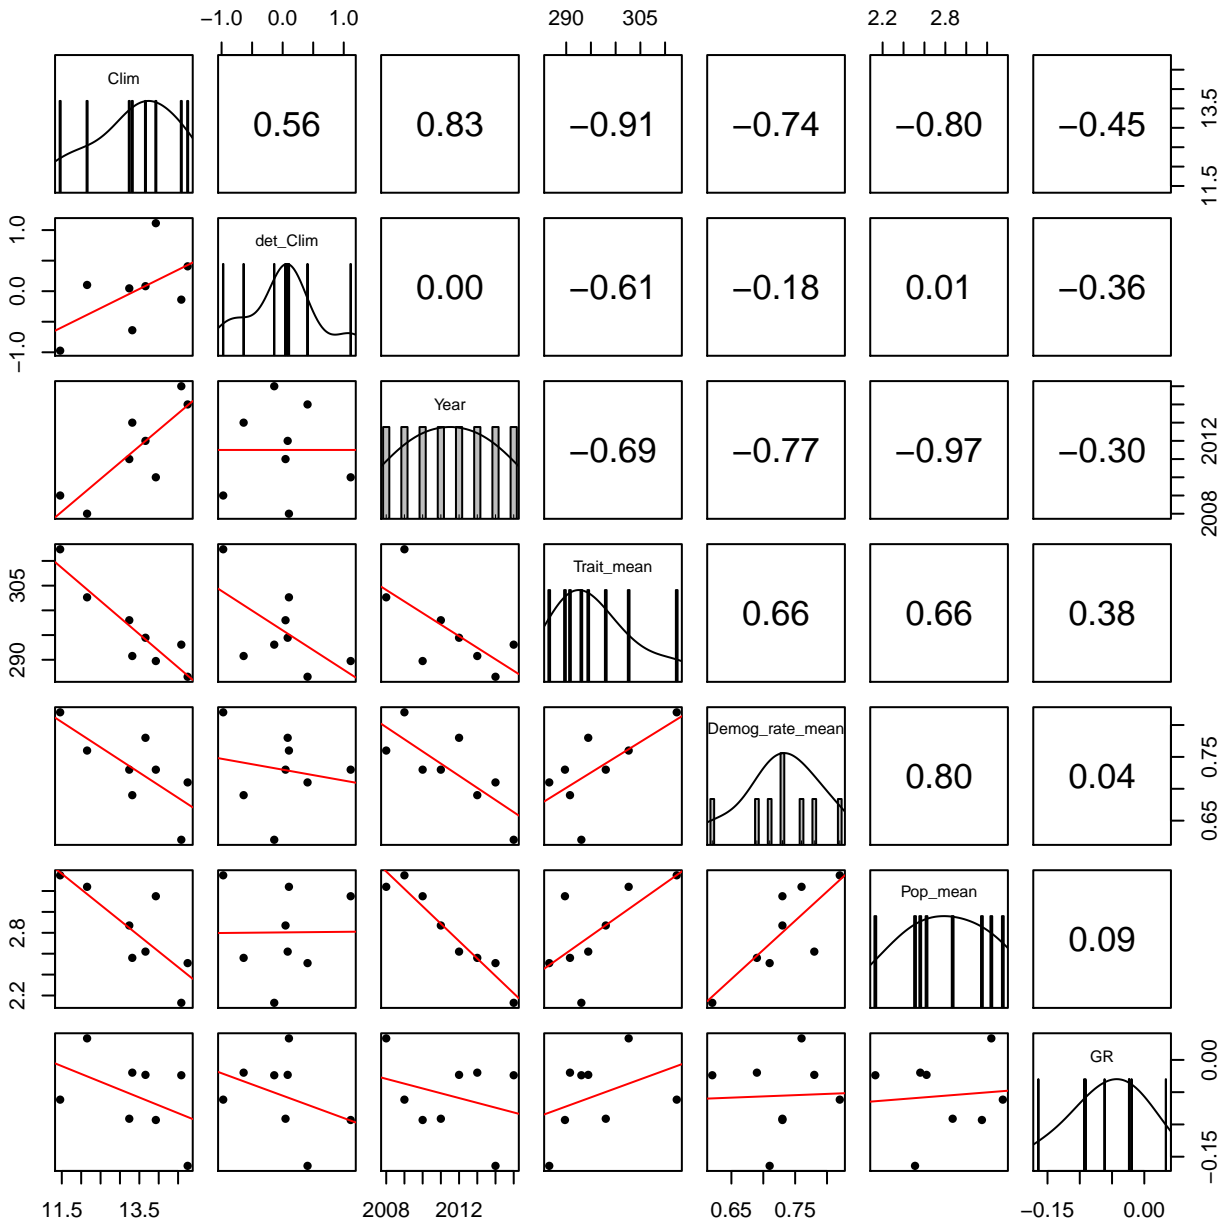 −1.0 0.0 1.0 290 305 2.2 2.8
Clim 0.56 0.83 −0.91 −0.74 −0.80 −0.45 11.5 13.5
−1.0 0.0 1.0 det_Clim 0.00 −0.61 −0.18 0.01 −0.36
Year −0.69 −0.77 −0.97 −0.30 2008 2012
290 305 Trait_mean 0.66 0.66 0.38
Demog_rate_mean 0.80 0.04 0.65 0.75
2.2 2.8 Pop_mean 0.09
GR −0.15 0.00
11.5 13.5 2008 2012 0.65 0.75 −0.15 0.00